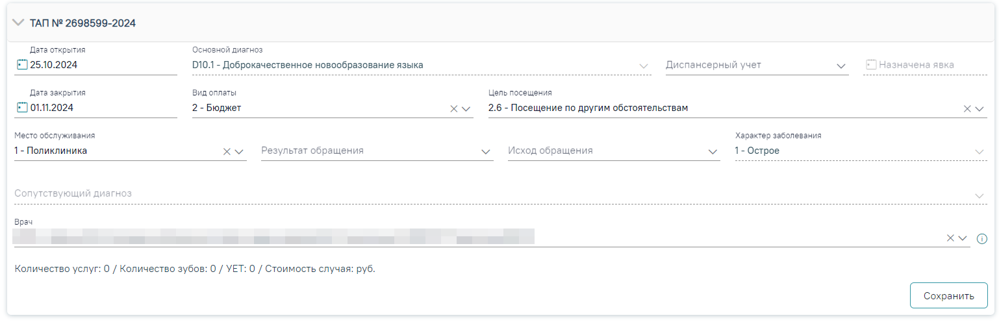 ТАП № 2698599-2024
Дата открытия Основной диагноз
25.10.2024 D10.1 - Доброкачественное новообразование языка Диспансерный учет Назначена явка
Дата закрытия Вид оплаты Цель посещения
01.11.2024 2 - Бюджет 2.6 - Посещение по другим обстоятельствам
Место обслуживания Характер заболевания
1 - Поликлиника Результат обращения Исход обращения 1 - Острое
Сопутствующий диагноз
Врач
Количество услуг: 0 / Количество зубов: 0 / УЕТ: 0 / Стоимость случая: руб.
Сохранить